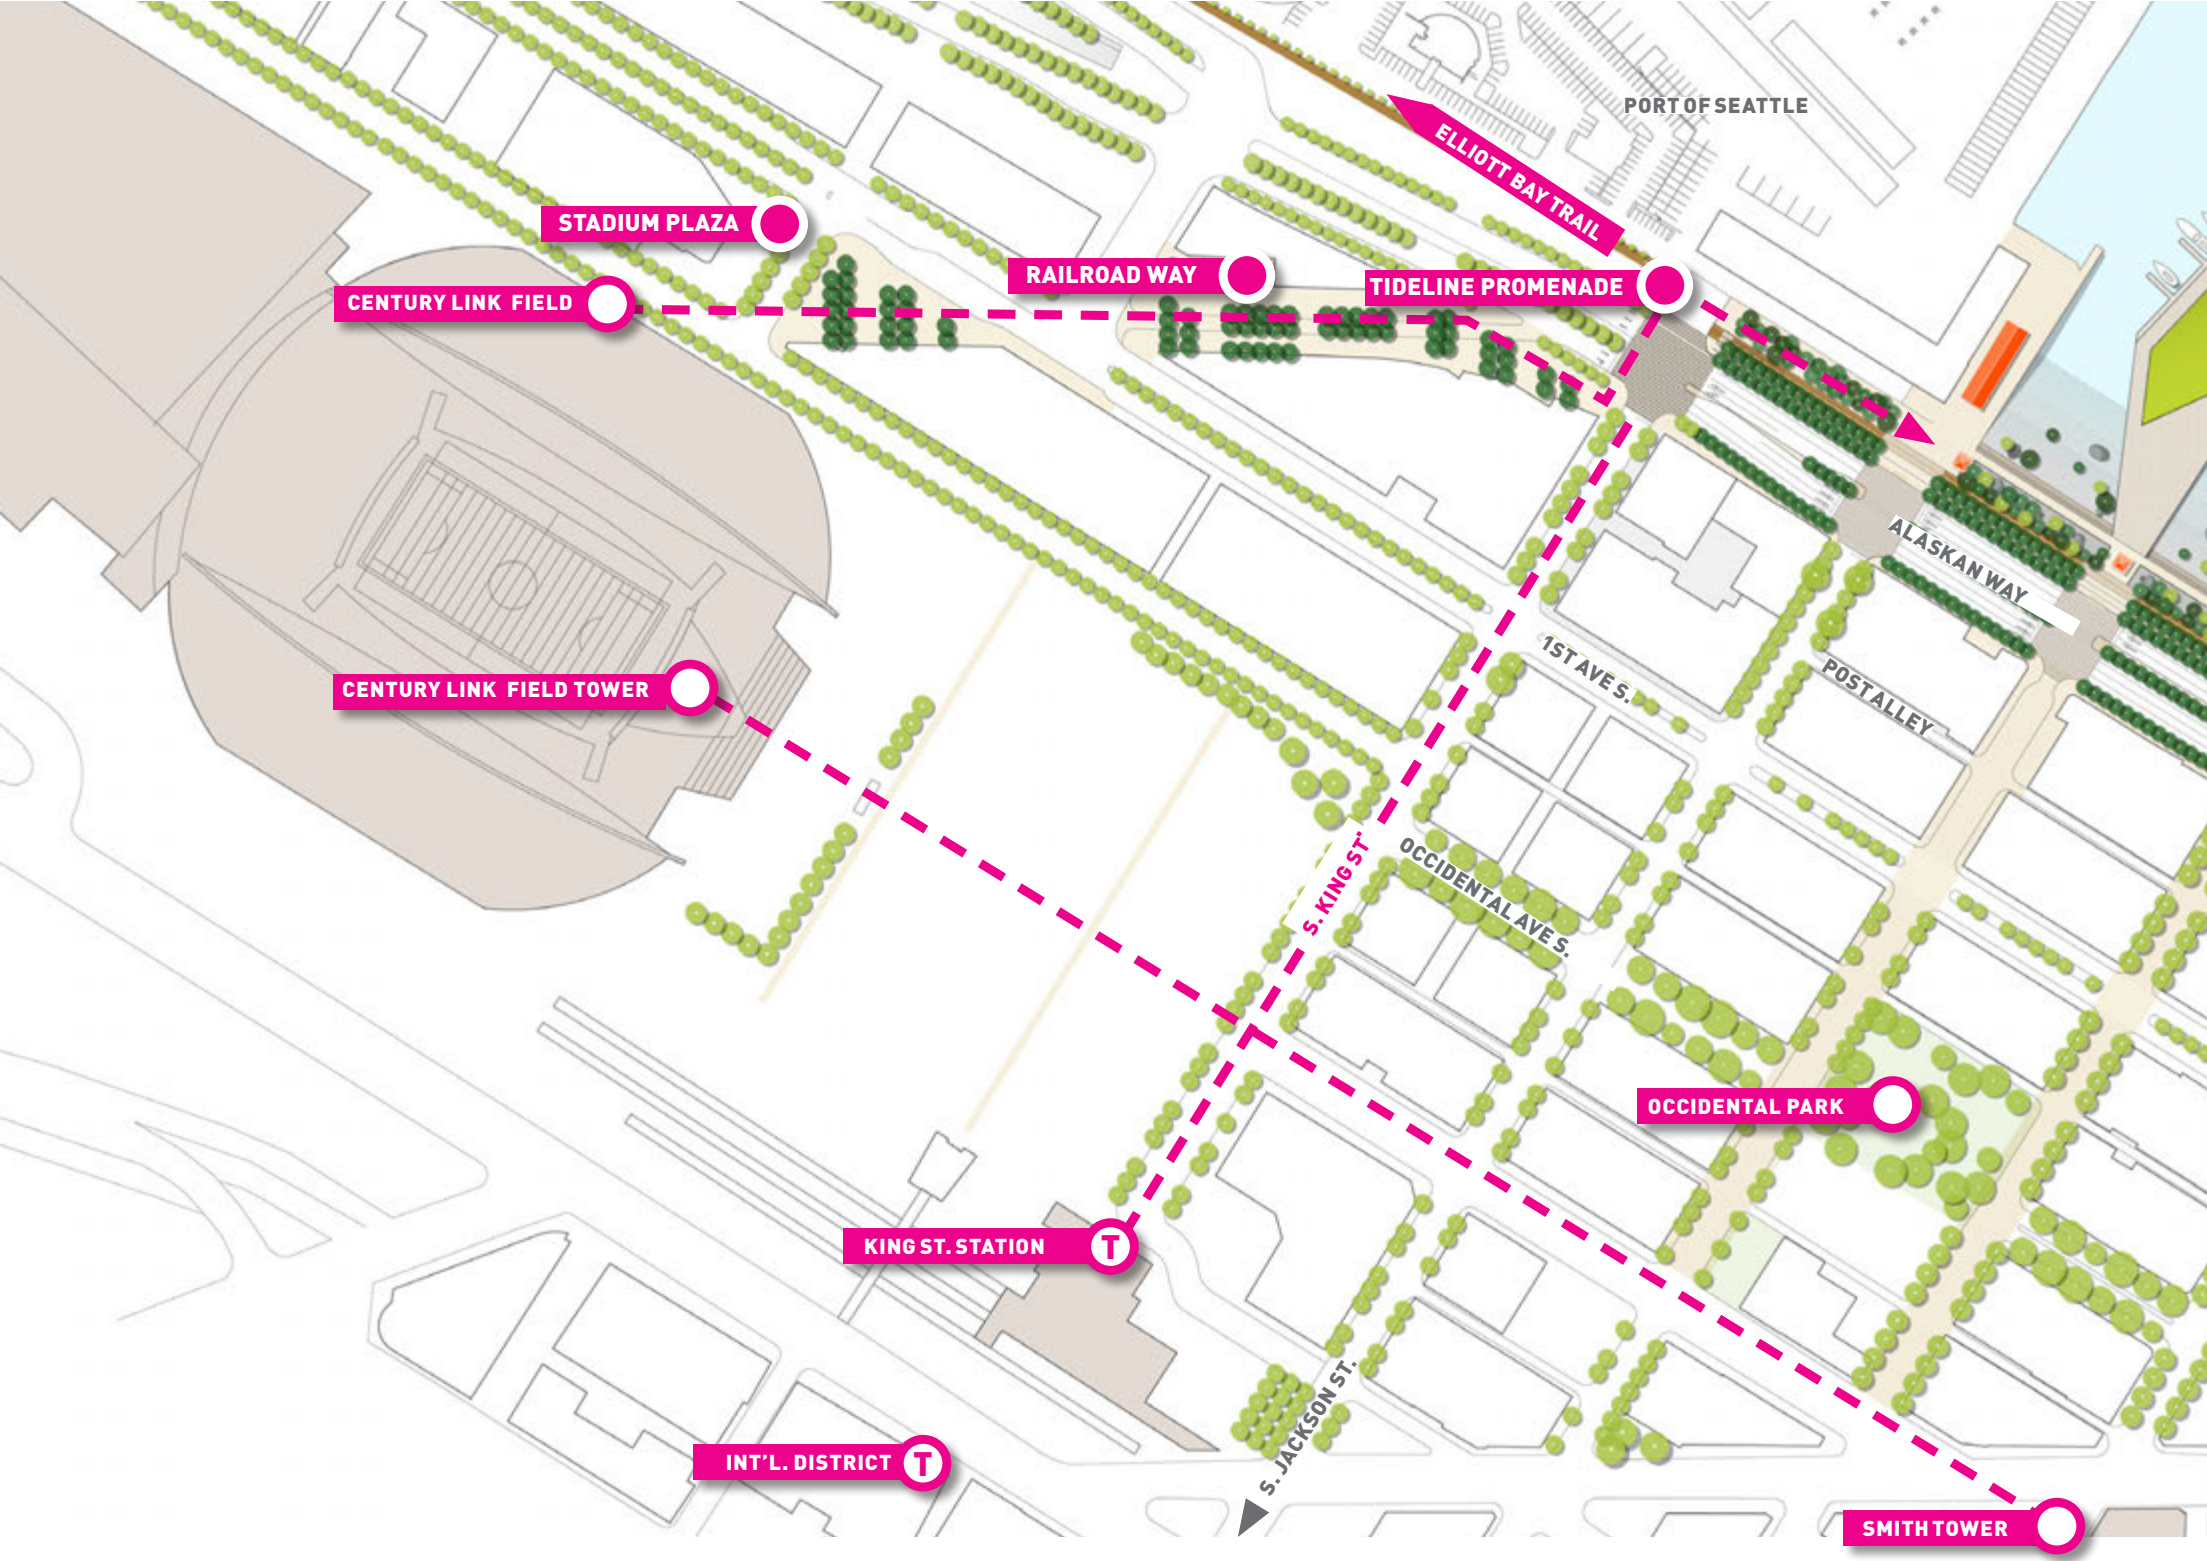 PORT OF SEATTLE
ELLIOTT BAY TRAIL
STADIUM PLAZA
RAILROAD WAY
TIDELINE PROMENADE
CENTURY LINK FIELD
ALASKAN WAY
1ST AVE S.
POST ALLEY
CENTURY LINK FIELD TOWER
S. KING ST.
OCCIDENTAL AVE S.
OCCIDENTAL PARK
KING ST. STATION T
S. JACKSON ST.
INT'L. DISTRICT T
SMITH TOWER